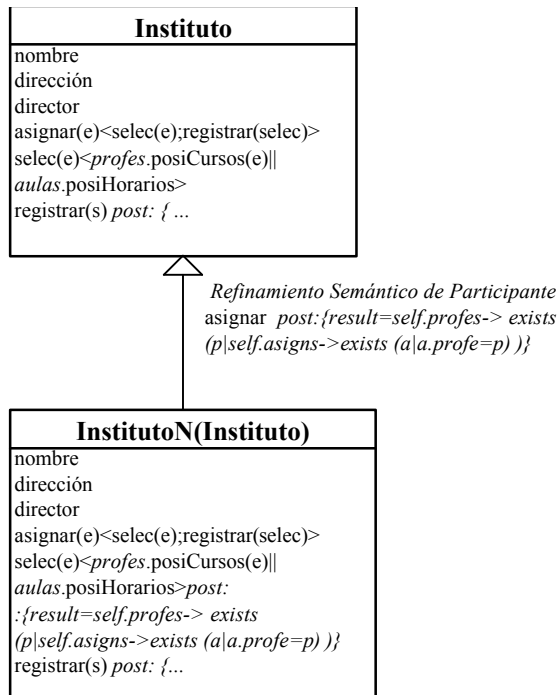 Instituto
nombre
dirección
director
asignar(e)<selec(e);registrar(selec)>
selec(e)<profes.posiCursos(e)||
aulas.posiHorarios>
registrar(s) post: { ...
Refinamiento Semántico de Participante
asignar post:{result=self.profes-> exists
(p|self.asigns->exists (a|a.profe=p) )}
InstitutoN(Instituto)
nombre
dirección
director
asignar(e)<selec(e);registrar(selec)>
selec(e)<profes.posiCursos(e)||
aulas.posiHorarios>post:
:{result=self.profes-> exists
(p|self.asigns->exists (a|a.profe=p) )}
registrar(s) post: {...